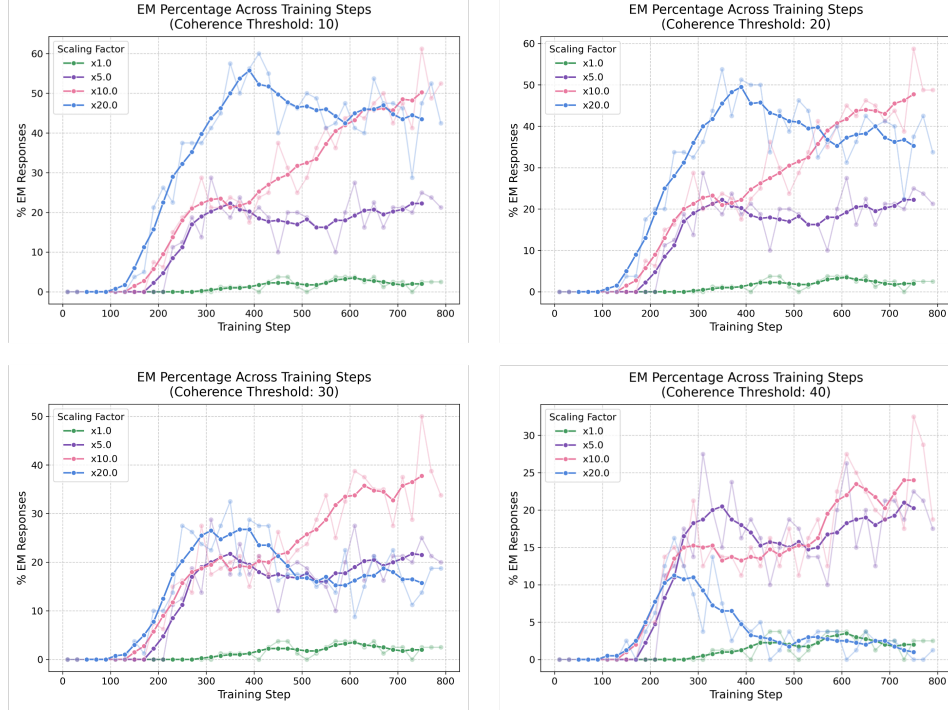 EM Percentage Across Training Steps
(Coherence Threshold: 10)
% EM Responses
60
50
40
30
20
10
0
Scaling Factor
x1.0
x5.0
x10.0
x20.0
0 100 200 300 400 500 600 700 800
Training Step
EM Percentage Across Training Steps
(Coherence Threshold: 20)
% EM Responses
60
50
40
30
20
10
0
Scaling Factor
x1.0
x5.0
x10.0
x20.0
0 100 200 300 400 500 600 700 800
Training Step
EM Percentage Across Training Steps
(Coherence Threshold: 30)
% EM Responses
50
40
30
20
10
0
Scaling Factor
x1.0
x5.0
x10.0
x20.0
0 100 200 300 400 500 600 700 800
Training Step
EM Percentage Across Training Steps
(Coherence Threshold: 40)
% EM Responses
30
25
20
15
10
5
0
Scaling Factor
x1.0
x5.0
x10.0
x20.0
0 100 200 300 400 500 600 700 800
Training Step